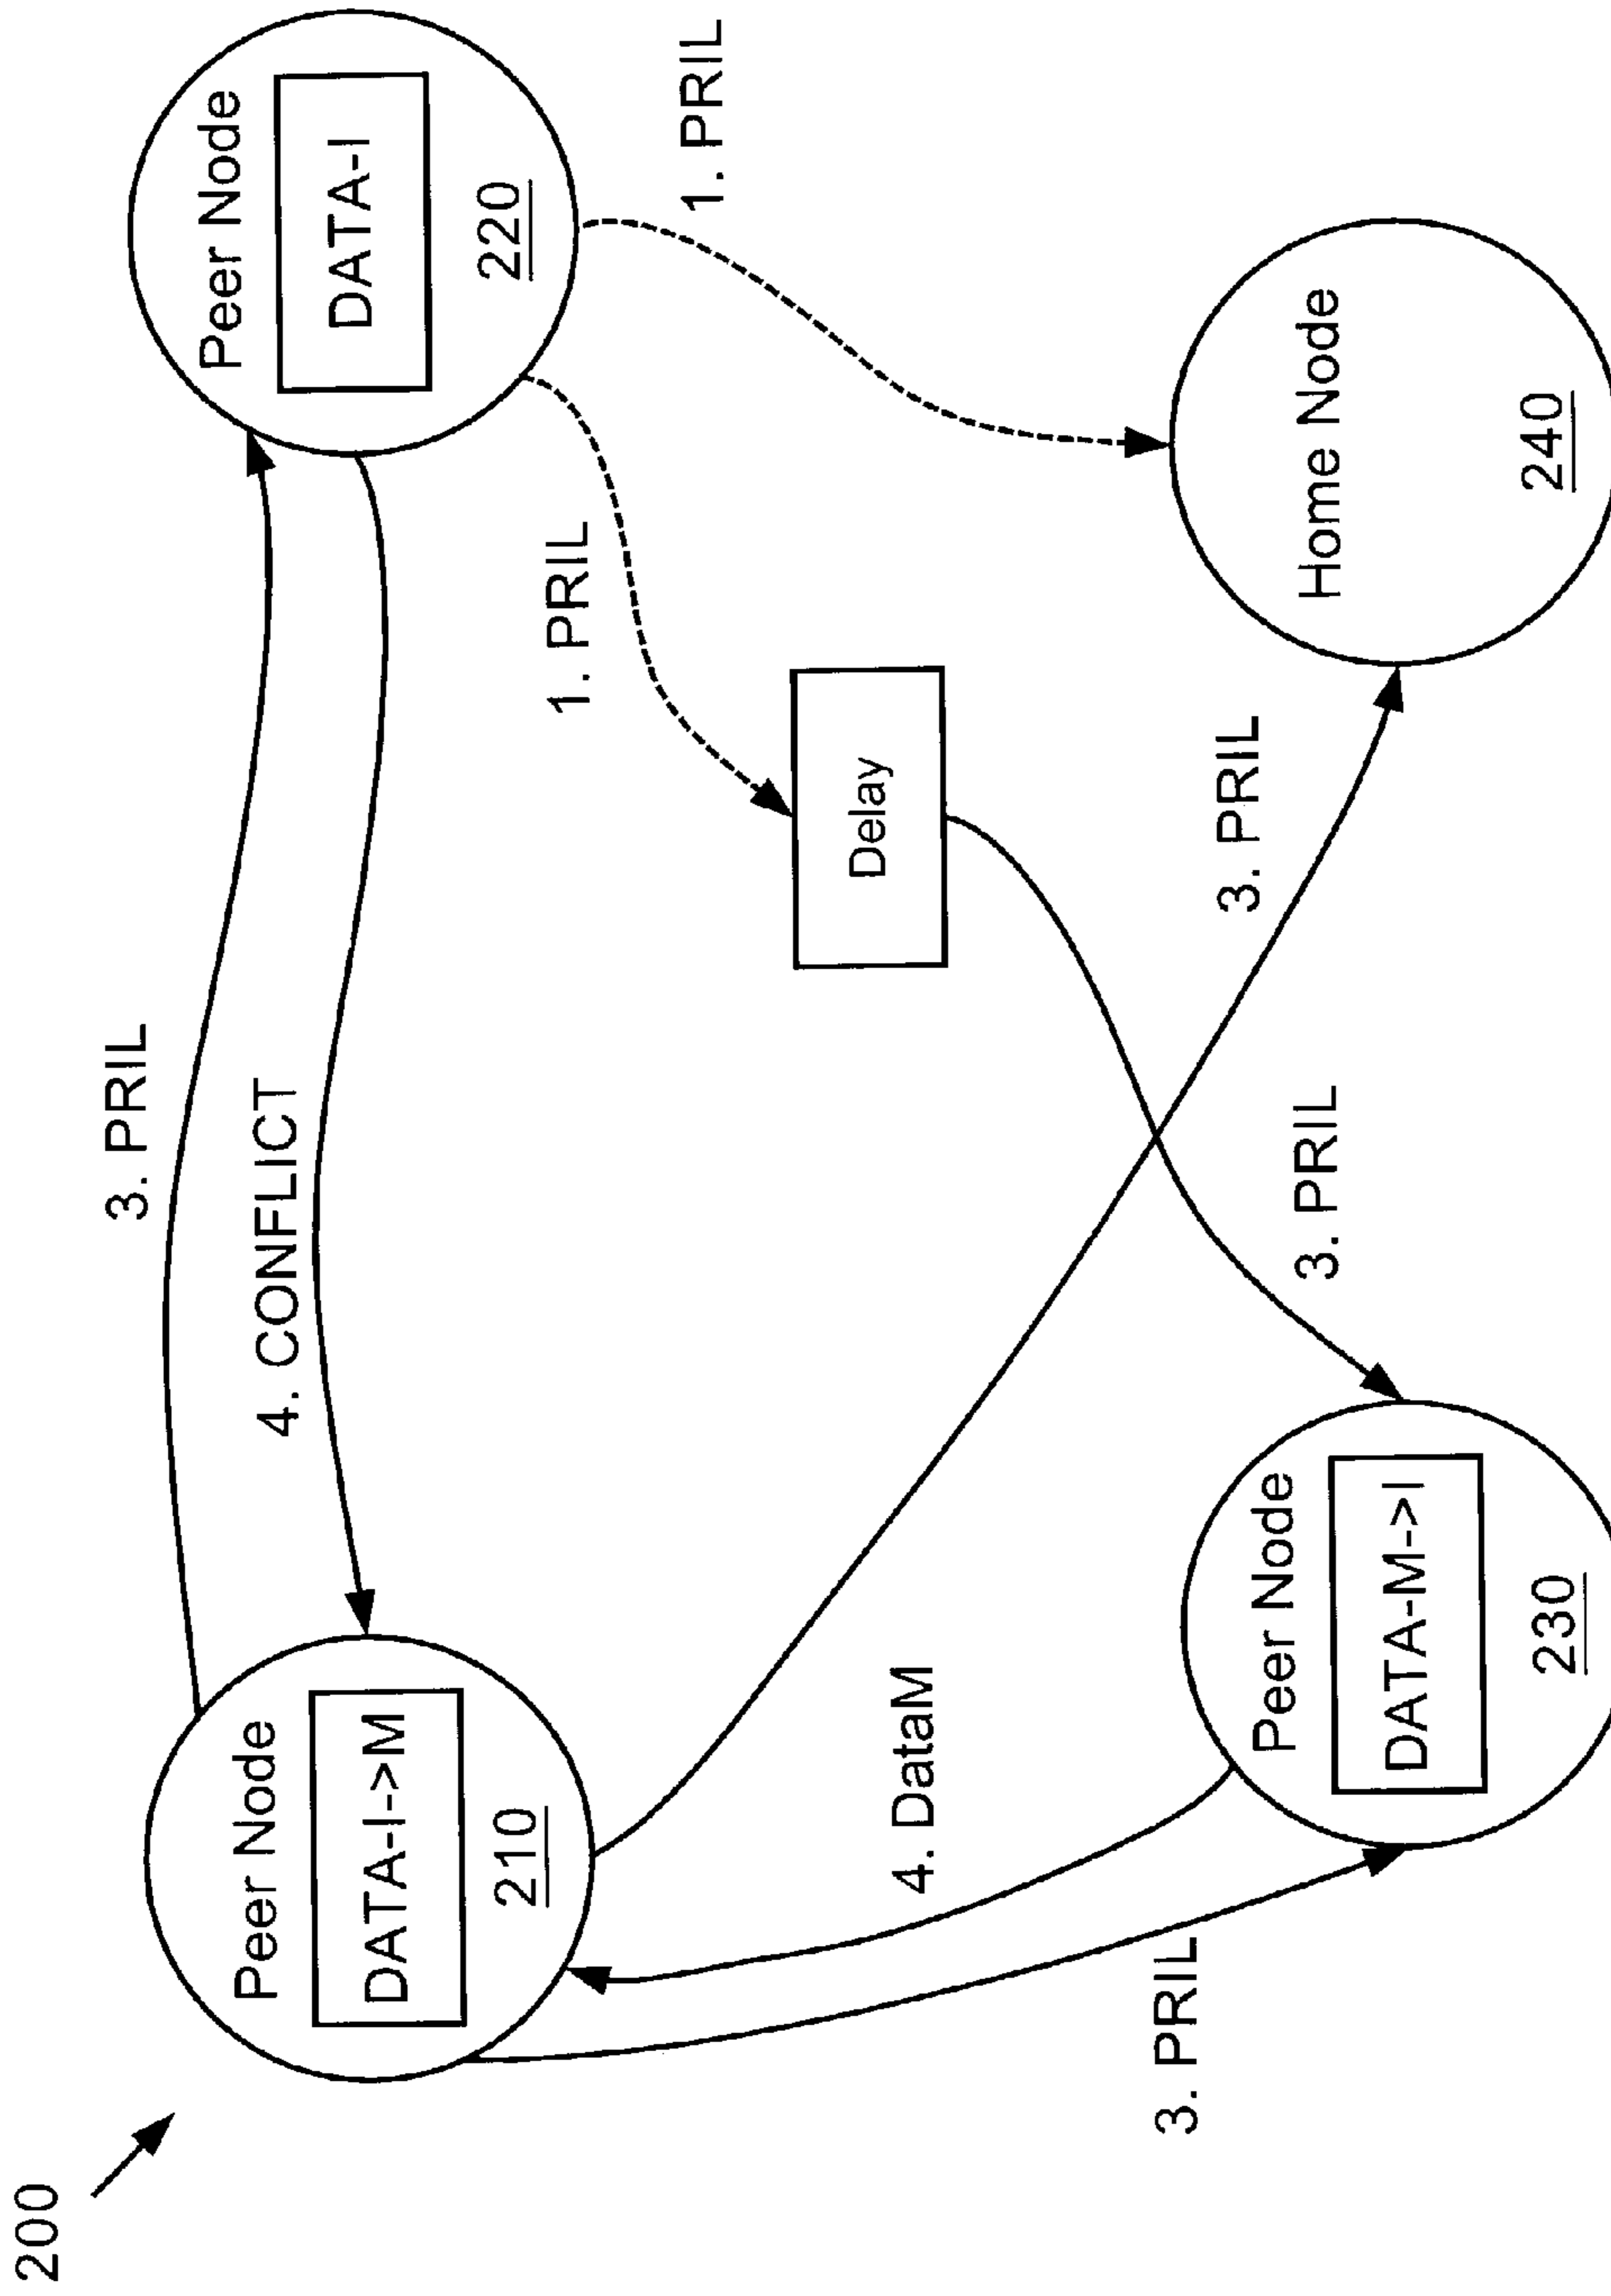 200
3. PRIL
4. CONFLICT
Peer Node
DATA-I->M
210
Peer Node
DATA-I
220
1. PRIL
1. PRIL
Delay
4. DataM
3. PRIL
3. PRIL
3. PRIL
Peer Node
DATA-M->I
230
Home Node
240